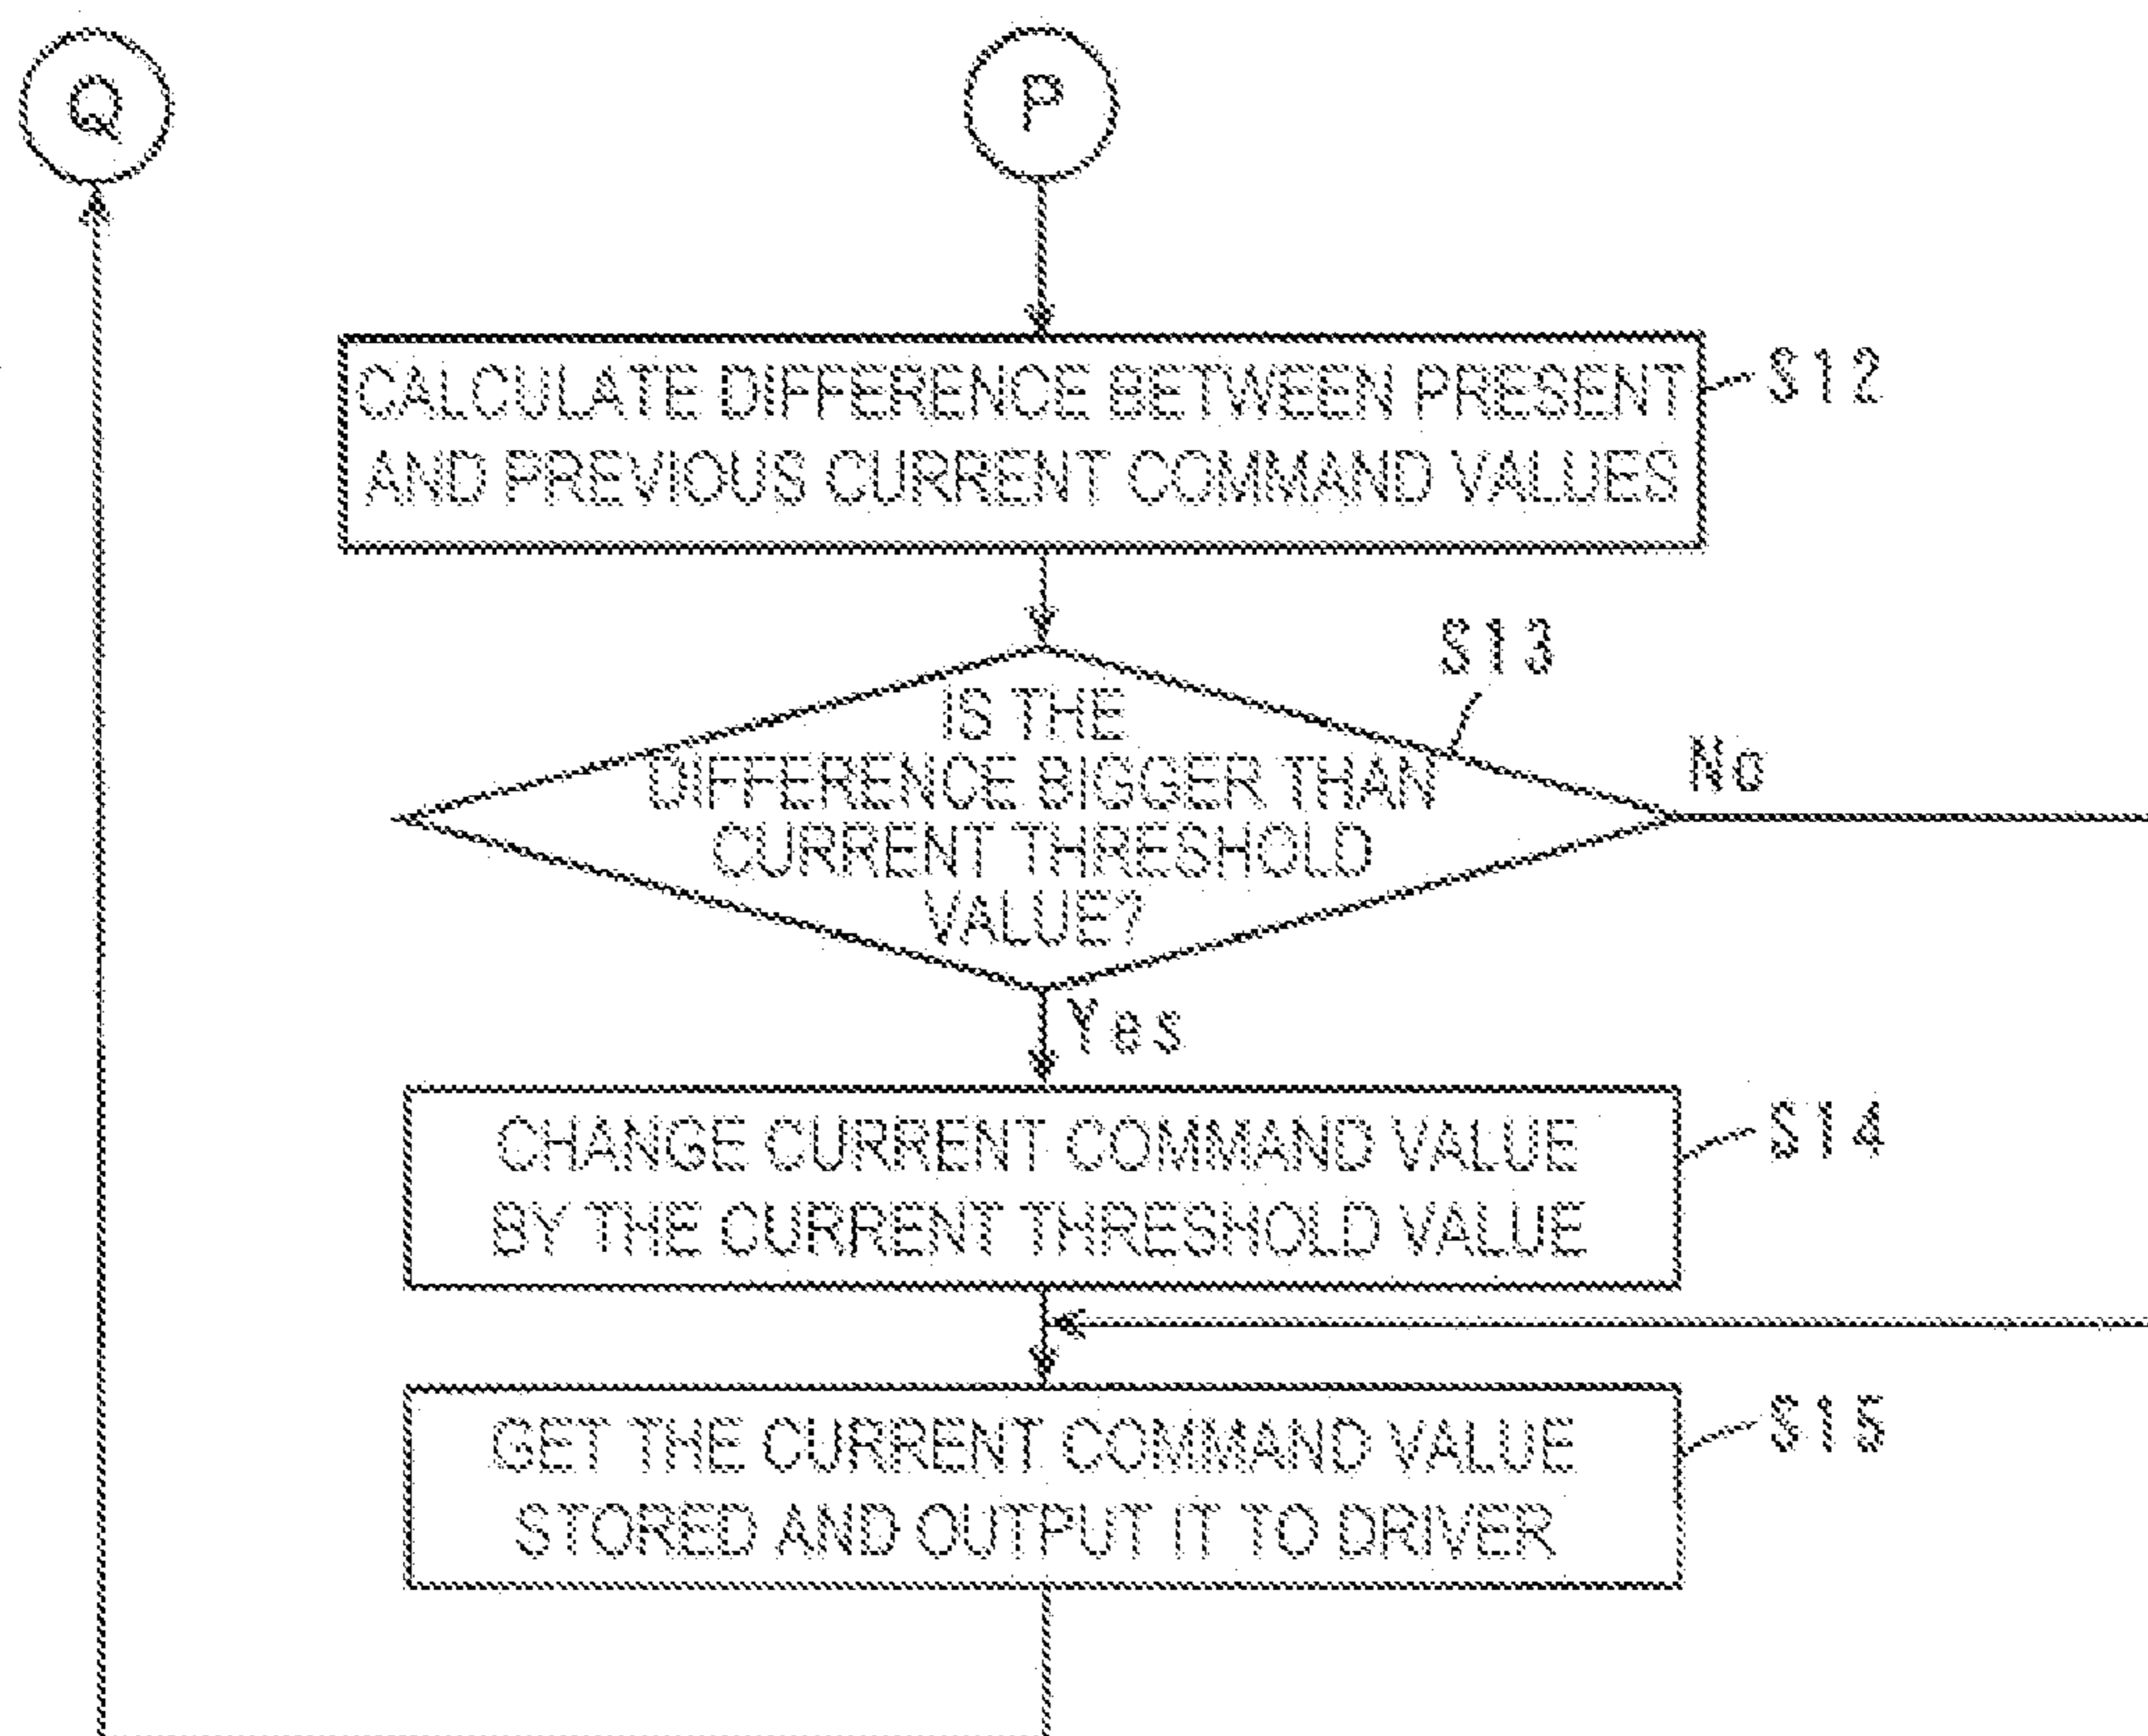 Q
P
CALCULATE DIFFERENCE BETWEEN PRESENT
AND PREVIOUS CURRENT COMMAND VALUES
S12
S13
IS THE
DIFFERENCE BIGGER THAN
CURRENT THRESHOLD
VALUE?
No
Yes
CHANGE CURRENT COMMAND VALUE
BY THE CURRENT THRESHOLD VALUE
S14
GET THE CURRENT COMMAND VALUE
STORED AND OUTPUT IT TO DRIVER
S15